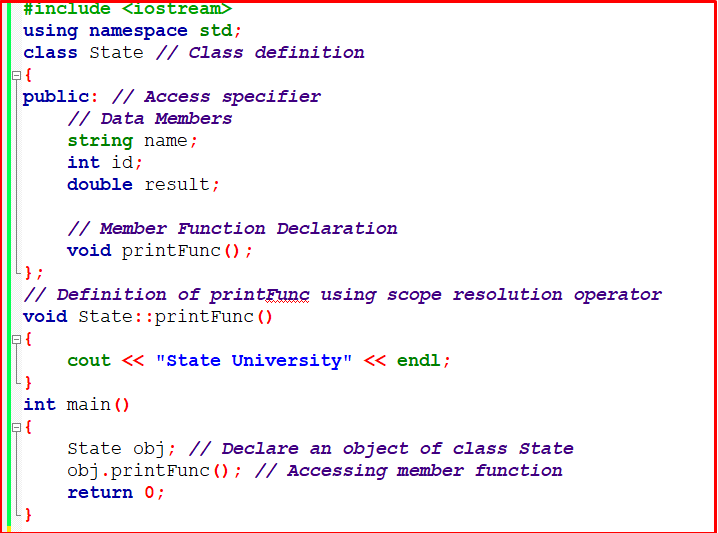 #include <iostream>
using namespace std;
class State // Class definition
{
public: // Access specifier
    // Data Members
    string name;
    int id;
    double result;

    // Member Function Declaration
    void printFunc();
};
// Definition of printFunc using scope resolution operator
void State::printFunc()
{
    cout << "State University" << endl;
}
int main()
{
    State obj; // Declare an object of class State
    obj.printFunc(); // Accessing member function
    return 0;
}